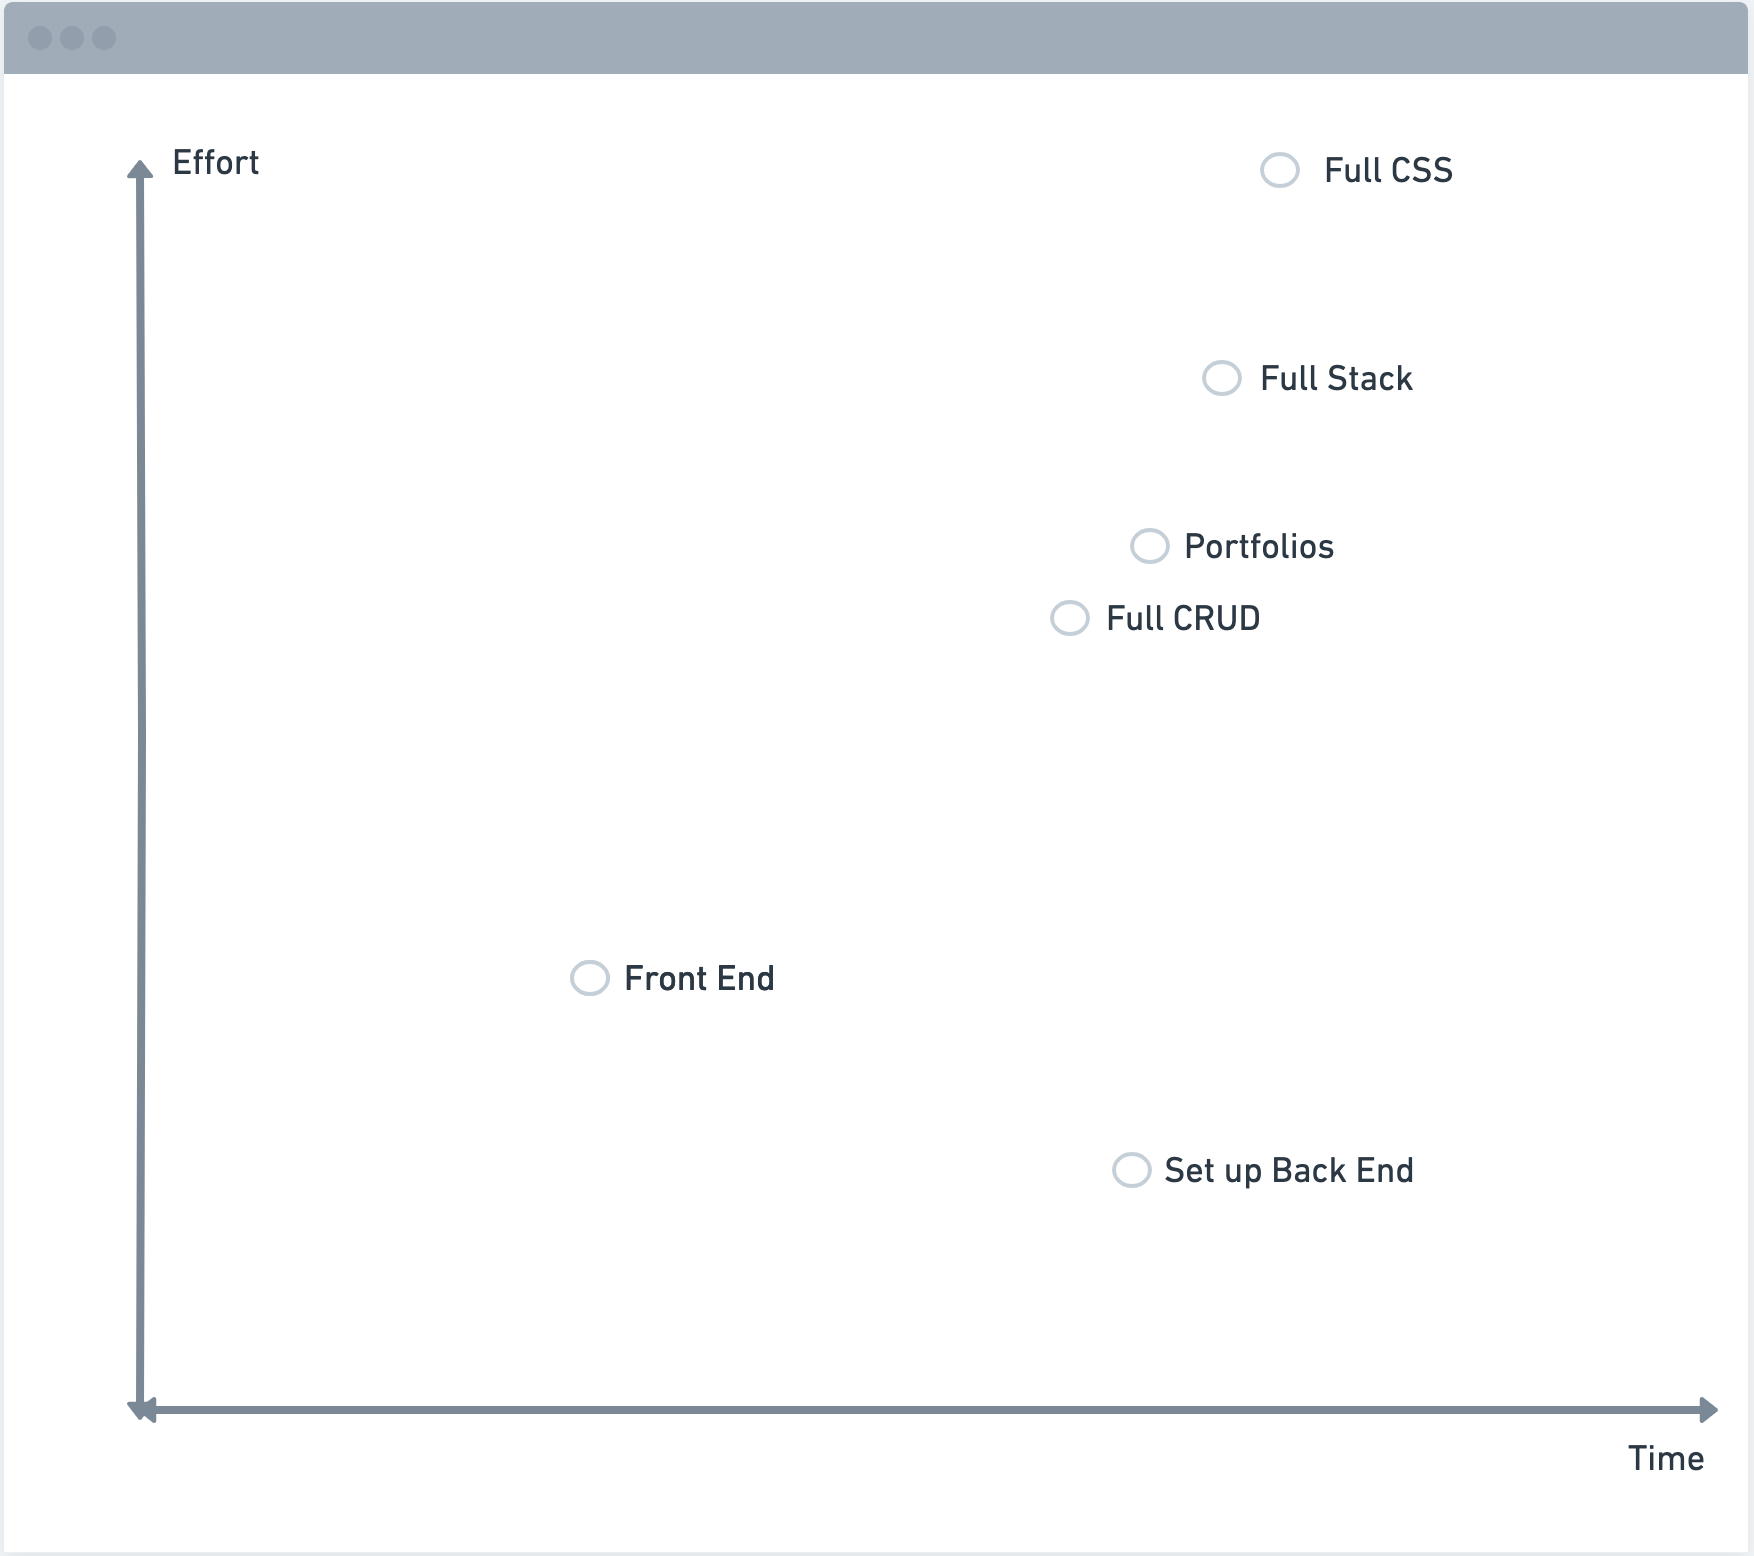 Effort
Full CSS
Full Stack
Portfolios
Full CRUD
Front End
Set up Back End
Time